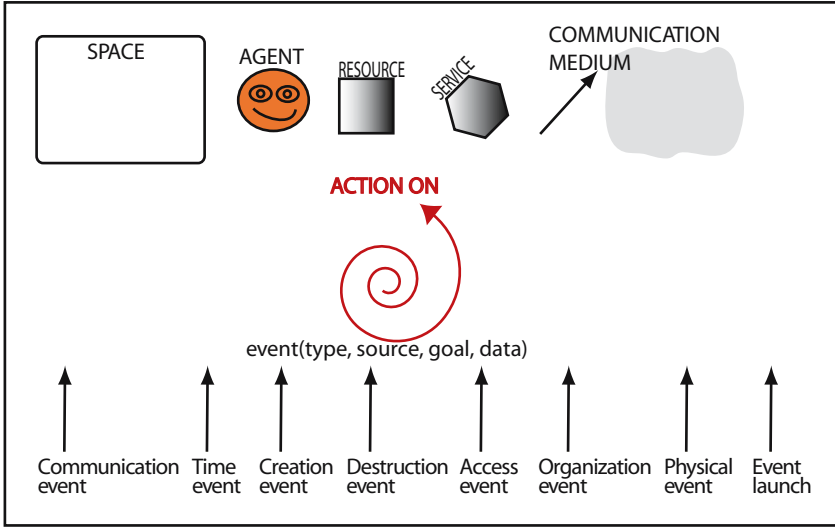 SPACE
AGENT
RESOURCE
SERVICE
COMMUNICATION
MEDIUM
ACTION ON
event(type, source, goal, data)
Communication
event
Time
event
Creation
event
Destruction
event
Access
event
Organization
event
Physical
event
Event
launch